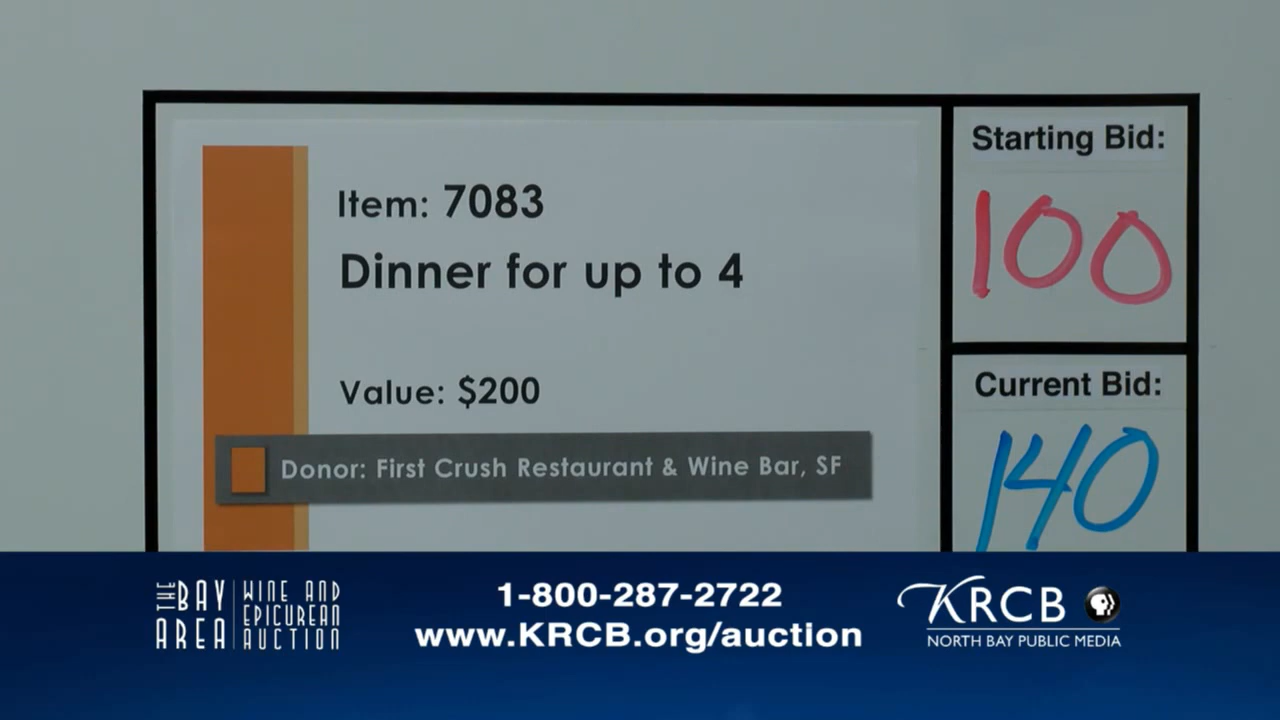 Item: 7083
Dinner for up to 4
Value: $200
Donor: First Crush Restaurant & Wine Bar, SF
Starting Bid:
100
Current Bid:
140
THE BAY AREA
WINE AND EPICUREAN AUCTION
1-800-287-2722
www.KRCB.org/auction
KRCB
NORTH BAY PUBLIC MEDIA